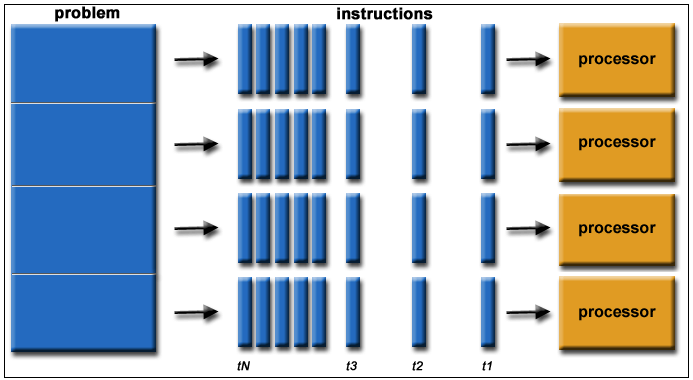 problem
instructions
processor
processor
processor
processor
tN t3 t2 t1